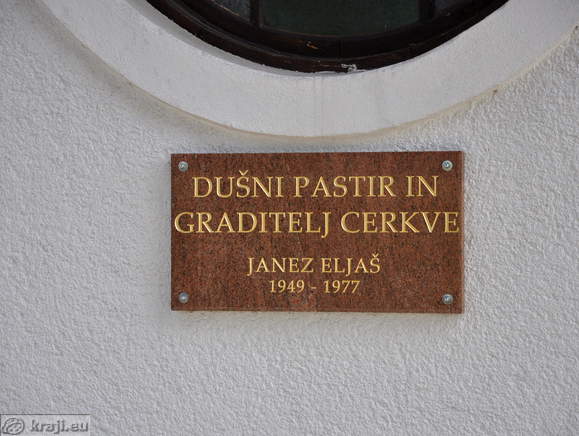 DUŠNI PASTIR IN
GRADITELJ CERKVE
JANEZ ELJAŠ
1949 - 1977
kraji.eu